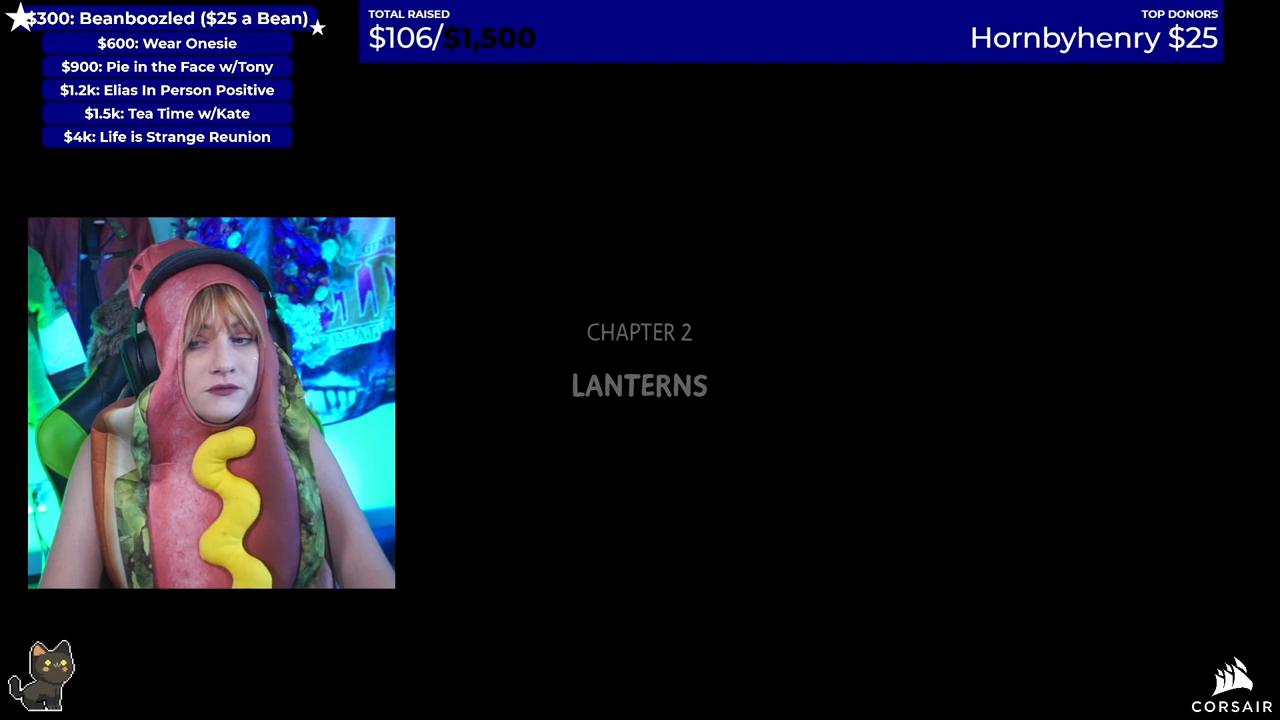 $300: Beanboozled ($25 a Bean)
$600: Wear Onesie
$900: Pie in the Face w/Tony
$1.2k: Elias In Person Positive
$1.5k: Tea Time w/Kate
$4k: Life is Strange Reunion
TOTAL RAISED
$106/$1,500
TOP DONORS
Hornbyhenry $25
CHAPTER 2
LANTERNS
CORSAIR